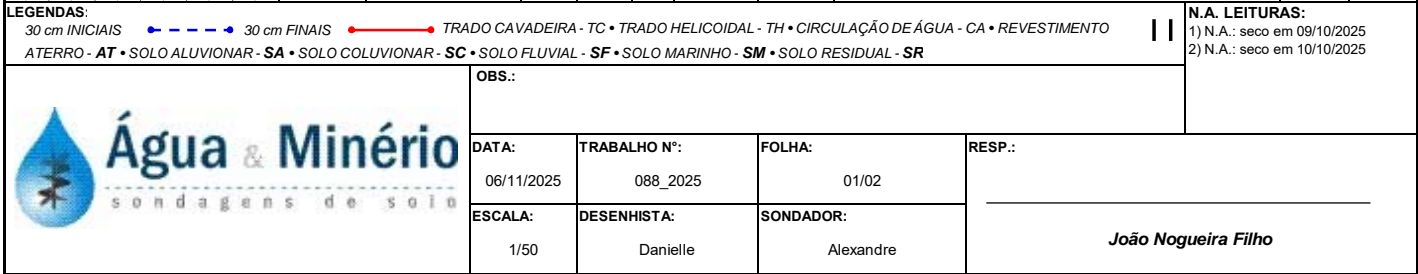 LEGENDAS:
30 cm INICIAIS 30 cm FINAIS TRADO CAVADEIRA - TC • TRADO HELICOIDAL - TH • CIRCULAÇÃO DE ÁGUA - CA • REVESTIMENTO
ATERRO - AT • SOLO ALUVIONAR - SA • SOLO COLUVIONAR - SC • SOLO FLUVIAL - SF • SOLO MARINHO - SM • SOLO RESIDUAL - SR
N.A. LEITURAS:
1) N.A.: seco em 09/10/2025
2) N.A.: seco em 10/10/2025
Água & Minério
sondagens de solo
OBS.:
DATA: TRABALHO N°: FOLHA: RESP.:
06/11/2025 088_2025 01/02
ESCALA: DESENHISTA: SONDADOR:
1/50 Danielle Alexandre
João Nogueira Filho